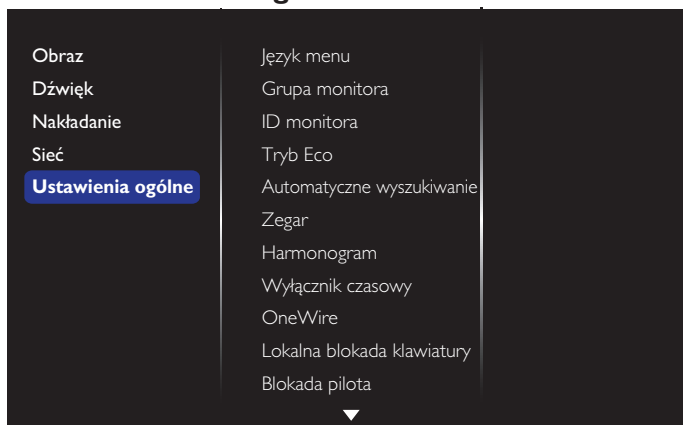 Obraz
Dźwięk
Nakładanie
Sieć
Ustawienia ogólne
Język menu
Grupa monitora
ID monitora
Tryb Eco
Automatyczne wyszukiwanie
Zegar
Harmonogram
Wyłącznik czasowy
OneWire
Lokalna blokada klawiatury
Blokada pilota